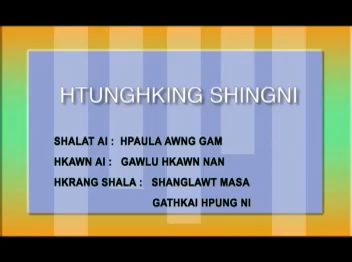 HTUNGHKING SHINGNI
SHALAT AI : HPAULA AWNG GAM
HKAWN AI : GAWLU HKAWN NAN
HKRANG SHALA : SHANGLAWT MASA
GATHKAI HPUNG NI